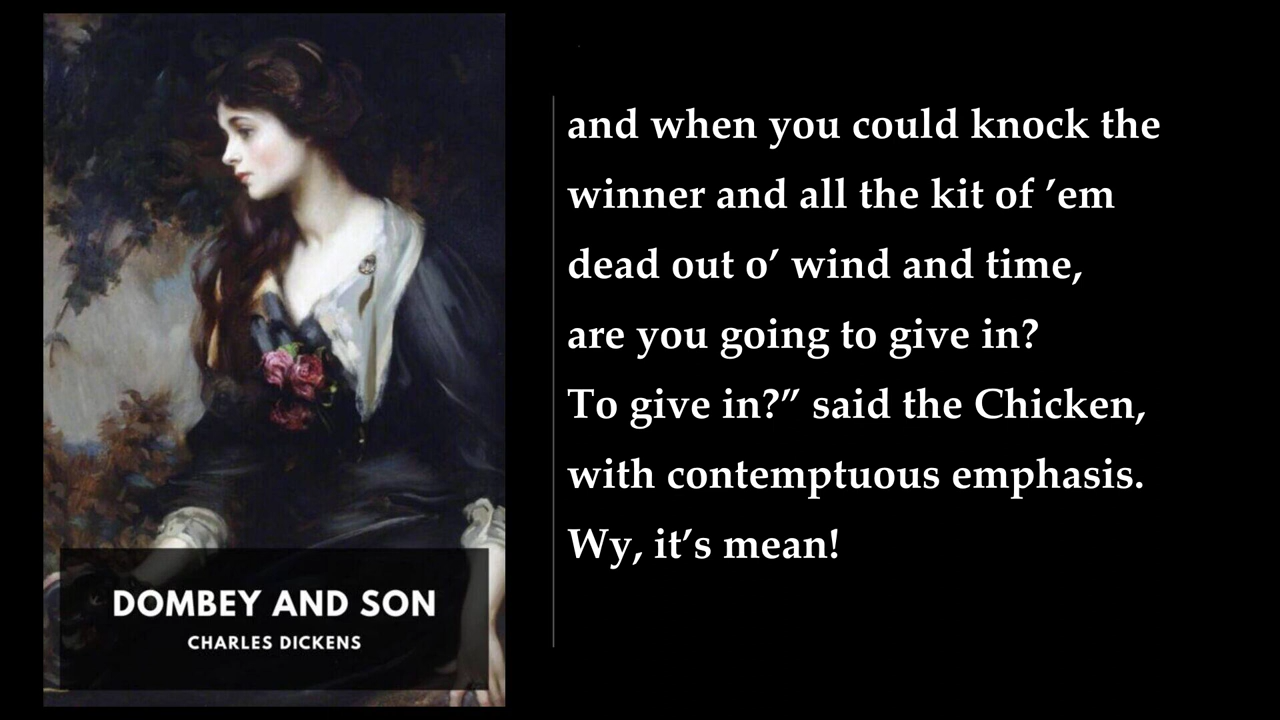 and when you could knock the
winner and all the kit of ’em
dead out o’ wind and time,
are you going to give in?
To give in?” said the Chicken,
with contemptuous emphasis.
Wy, it’s mean!
DOMBEY AND SON
CHARLES DICKENS